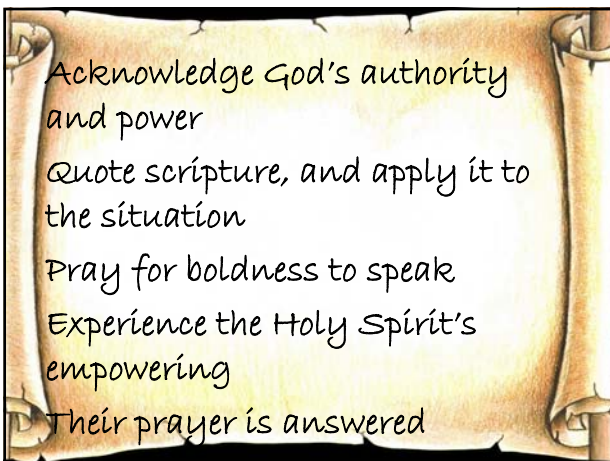 Acknowledge God's authority
and power
Quote scripture, and apply it to
the situation
Pray for boldness to speak
Experience the Holy Spirit's
empowering
Their prayer is answered